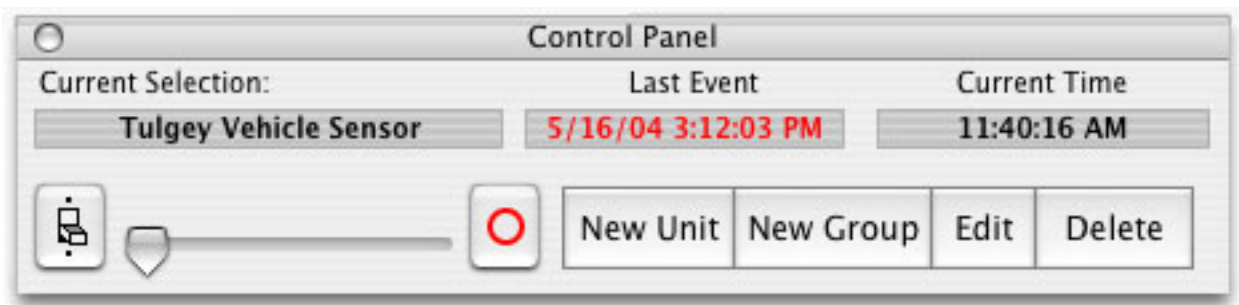 Control Panel
Current Selection: Last Event Current Time
Tulgey Vehicle Sensor 5/16/04 3:12:03 PM 11:40:16 AM
New Unit New Group Edit Delete